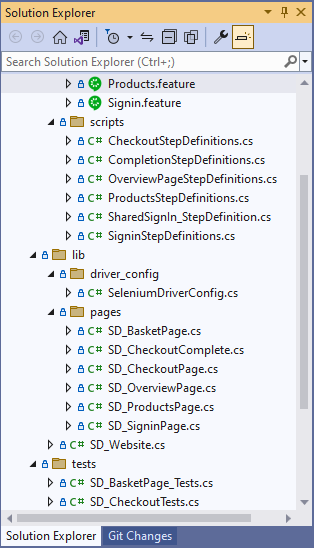 Solution Explorer
Search Solution Explorer (Ctrl+;)
Products.feature
Signin.feature
scripts
C# CheckoutStepDefinitions.cs
C# CompletionStepDefinitions.cs
C# OverviewPageStepDefinitions.cs
C# ProductsStepDefinitions.cs
C# SharedSignIn_StepDefinition.cs
C# SigninStepDefinitions.cs
lib
driver_config
C# SeleniumDriverConfig.cs
pages
C# SD_BasketPage.cs
C# SD_CheckoutComplete.cs
C# SD_CheckoutPage.cs
C# SD_OverviewPage.cs
C# SD_ProductsPage.cs
C# SD_SigninPage.cs
C# SD_Website.cs
tests
C# SD_BasketPage_Tests.cs
C# SD_CheckoutTests.cs
Solution Explorer Git Changes